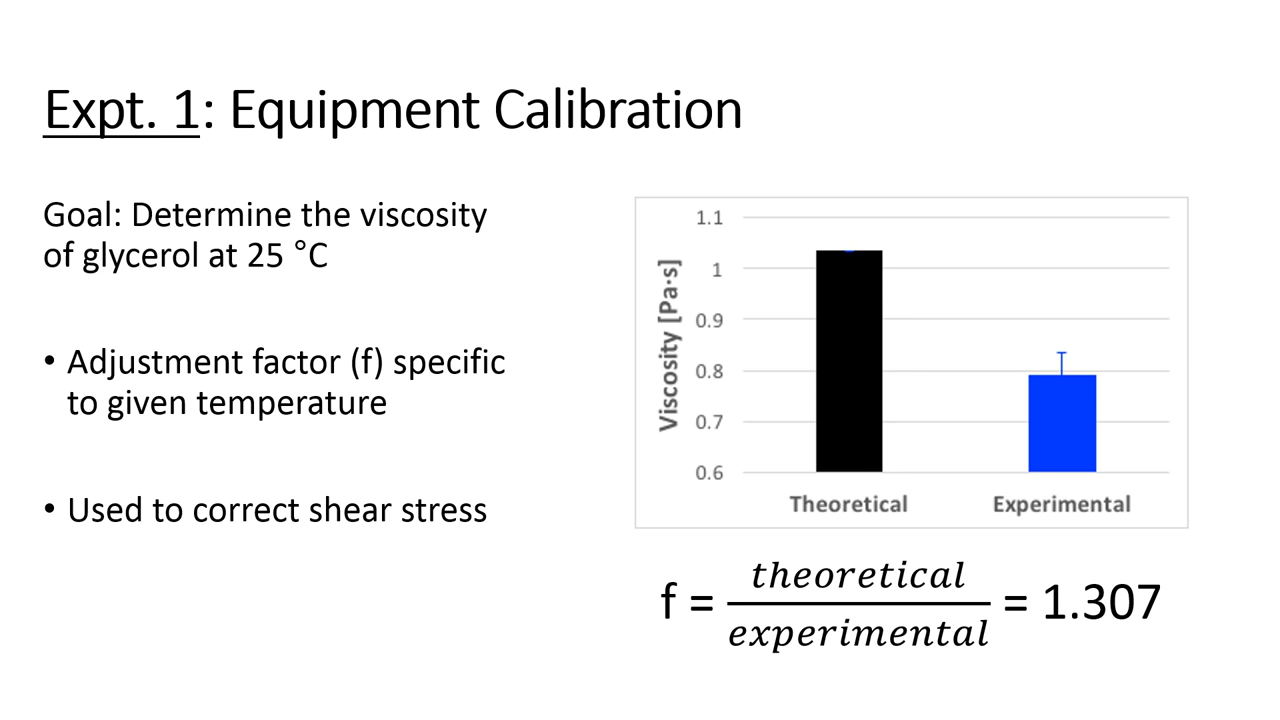 Expt. 1: Equipment Calibration
Goal: Determine the viscosity
of glycerol at 25 °C
• Adjustment factor (f) specific
to given temperature
• Used to correct shear stress
Viscosity [Pa·s]
1.1
1
0.9
0.8
0.7
0.6
Theoretical Experimental
f = theoretical / experimental = 1.307